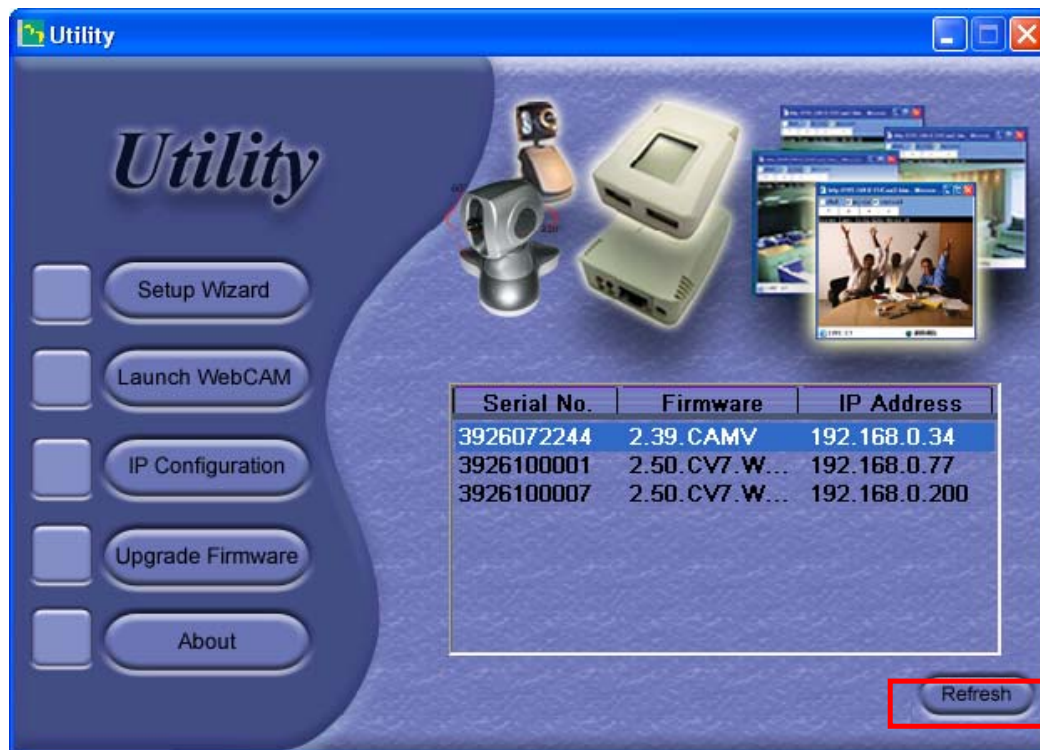 Utility
Utility
Setup Wizard
Launch WebCAM
IP Configuration
Upgrade Firmware
About
Serial No. Firmware IP Address
3926072244 2.39.CAMV 192.168.0.34
3926100001 2.50.CV7.W... 192.168.0.77
3926100007 2.50.CV7.W... 192.168.0.200
Refresh